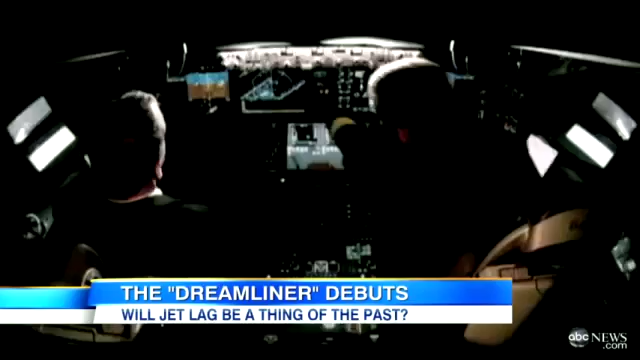 THE "DREAMLINER" DEBUTS
WILL JET LAG BE A THING OF THE PAST?
abc NEWS
.com